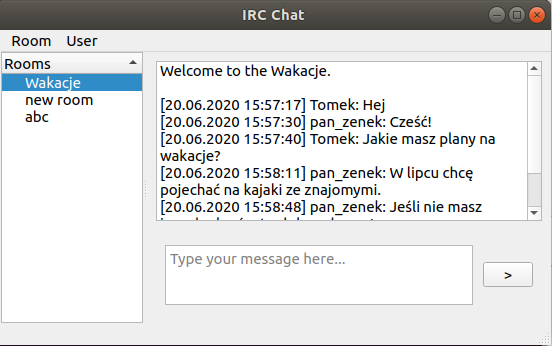 IRC Chat
Room User
Rooms
Wakacje
new room
abc
Welcome to the Wakacje.
[20.06.2020 15:57:17] Tomek: Hej
[20.06.2020 15:57:30] pan_zenek: Cześć!
[20.06.2020 15:57:40] Tomek: Jakie masz plany na
wakacje?
[20.06.2020 15:58:11] pan_zenek: W lipcu chcę
pojechać na kajaki ze znajomymi.
[20.06.2020 15:58:48] pan_zenek: Jeśli nie masz
Type your message here...
>